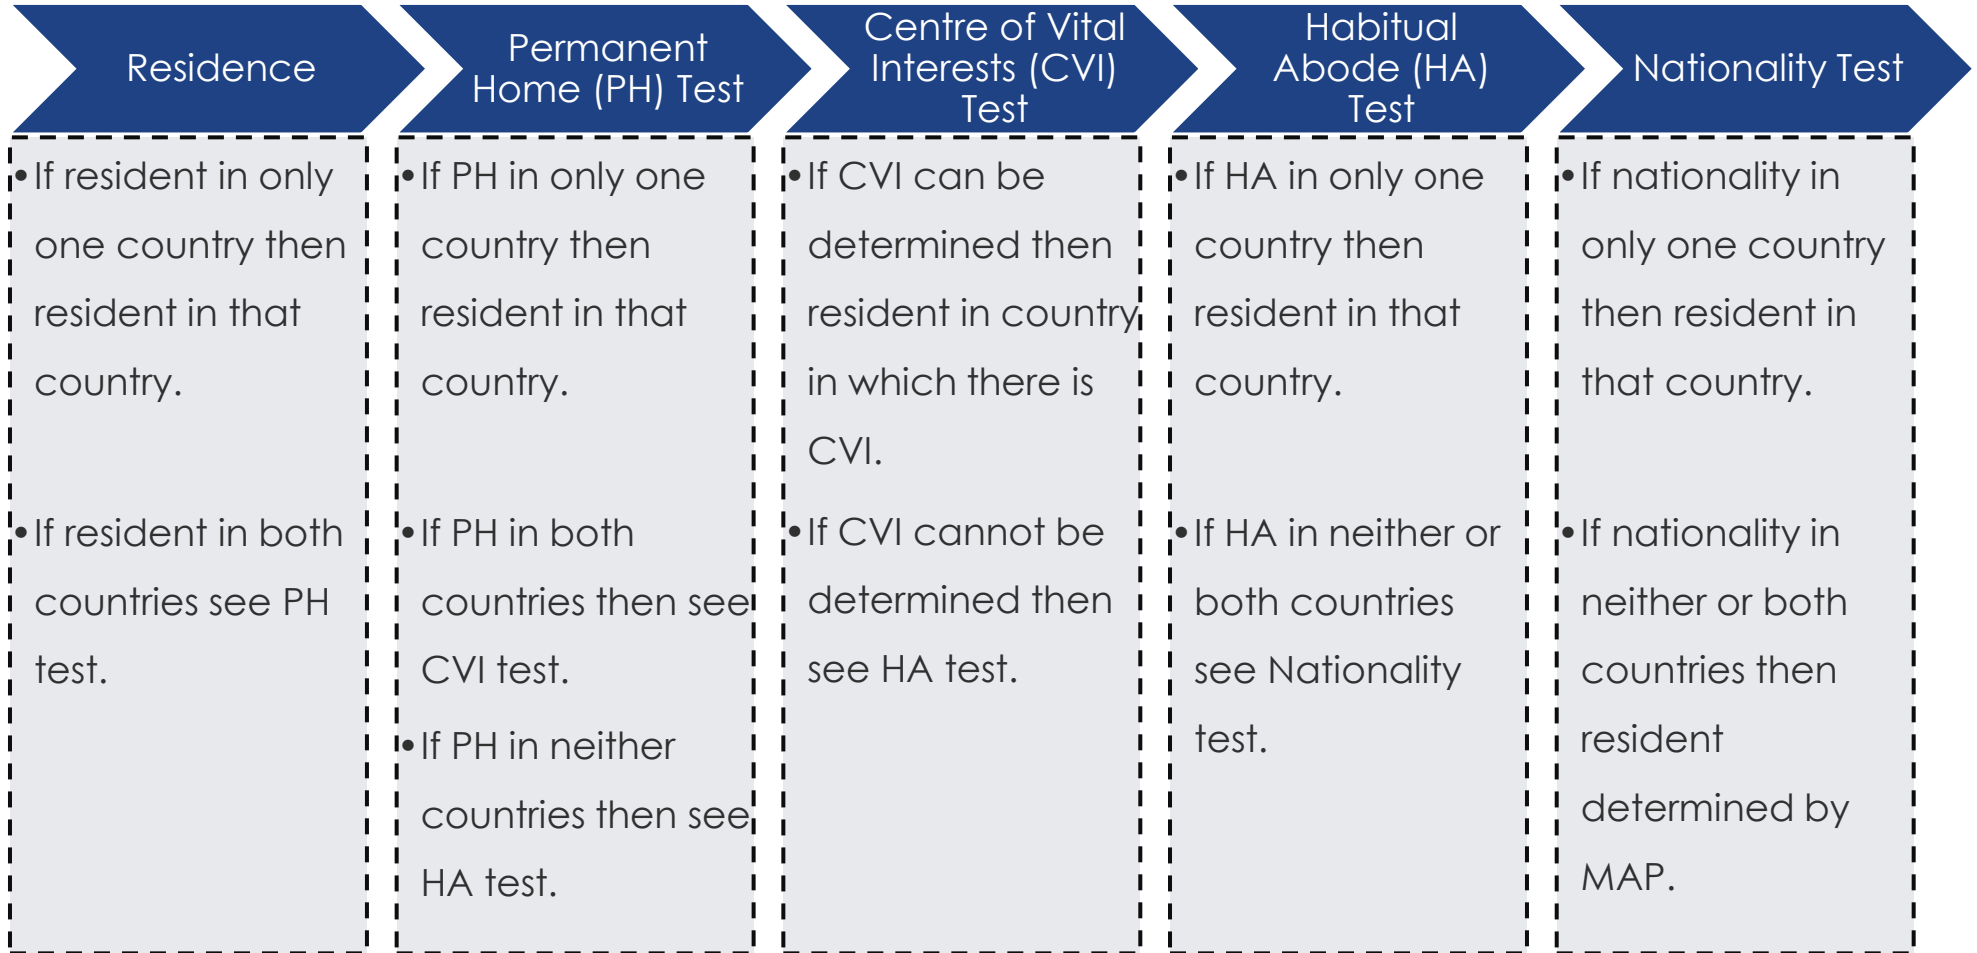 Residence
• If resident in only
one country then
resident in that
country.
• If resident in both
countries see PH
test.
Permanent
Home (PH) Test
• If PH in only one
country then
resident in that
country.
• If PH in both
countries then see
CVI test.
• If PH in neither
countries then see
HA test.
Centre of Vital
Interests (CVI)
Test
• If CVI can be
determined then
resident in country
in which there is
CVI.
• If CVI cannot be
determined then
see HA test.
Habitual
Abode (HA)
Test
• If HA in only one
country then
resident in that
country.
• If HA in neither or
both countries
see Nationality
test.
Nationality Test
• If nationality in
only one country
then resident in
that country.
• If nationality in
neither or both
countries then
resident
determined by
MAP.